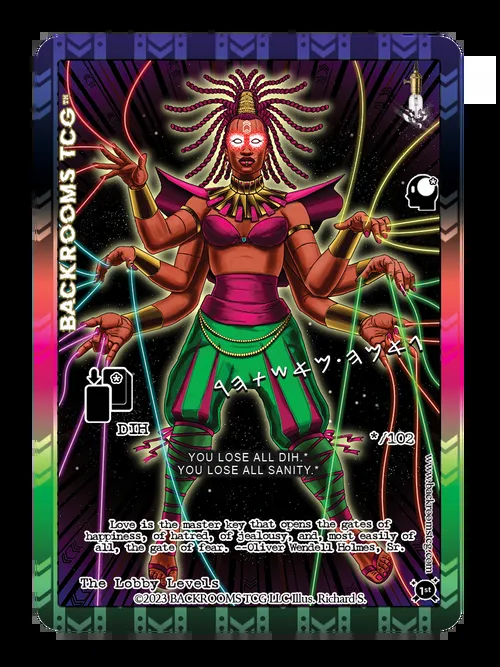 BACKROOMS TCG™
DIH
*/102
YOU LOSE ALL DIH.*
YOU LOSE ALL SANITY.*
www.backroomstcg.com
Love is the master key that opens the gates of
happiness, of hatred, of jealousy, and, most easily of
all, the gate of fear. --Oliver Wendell Holmes, Sr.
The Lobby Levels
©2023 BACKROOMS TCG LLC Illus. Richard S.
1st